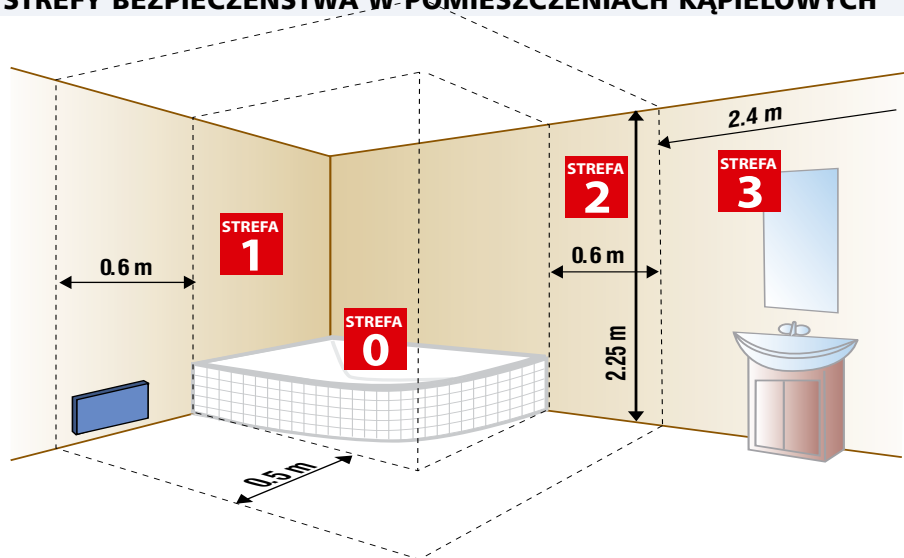 STREFY BEZPIECZEŃSTWA W POMIESZCZENIACH KĄPIELOWYCH
2.4 m
STREFA
2
STREFA
3
STREFA
1
0.6 m
0.6 m
STREFA
0
2.25 m
0.5 m